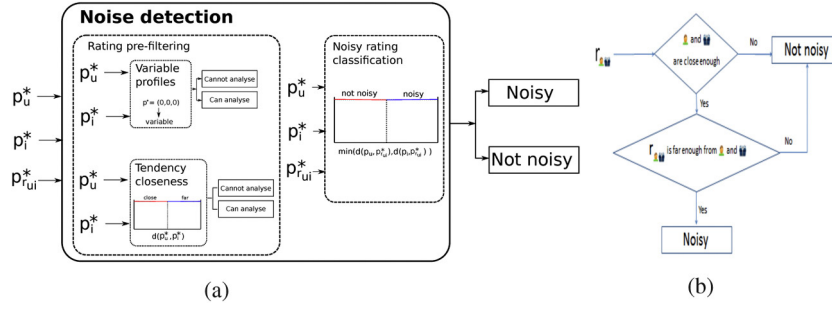 Noise detection
Rating pre-filtering
p*u
p*i
Variable
profiles
p*= (0,0,0)
variable
Cannot analyse
Can analyse
p*u
p*i
Tendency
closeness
close far
d(p*u,p*i)
Cannot analyse
Can analyse
p*u
p*i
p*rui
Noisy rating
classification
p*u
p*i
p*rui
not noisy noisy
min(d(pu,p*rui),d(pi,p*rui) )
Noisy
Not noisy
(a)
r
and
are close enough
No
Not noisy
Yes
r is far enough from and
No
Yes
Noisy
(b)